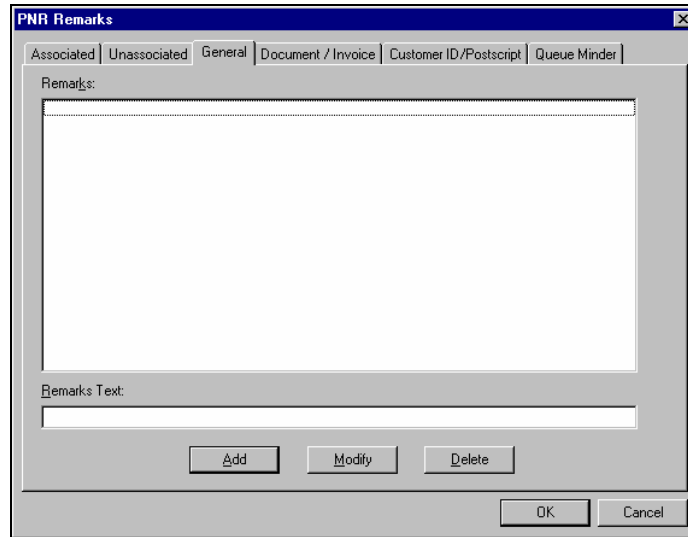 PNR Remarks
Associated Unassociated General Document / Invoice Customer ID/Postscript Queue Minder
Remarks:
Remarks Text:
Add Modify Delete
OK Cancel